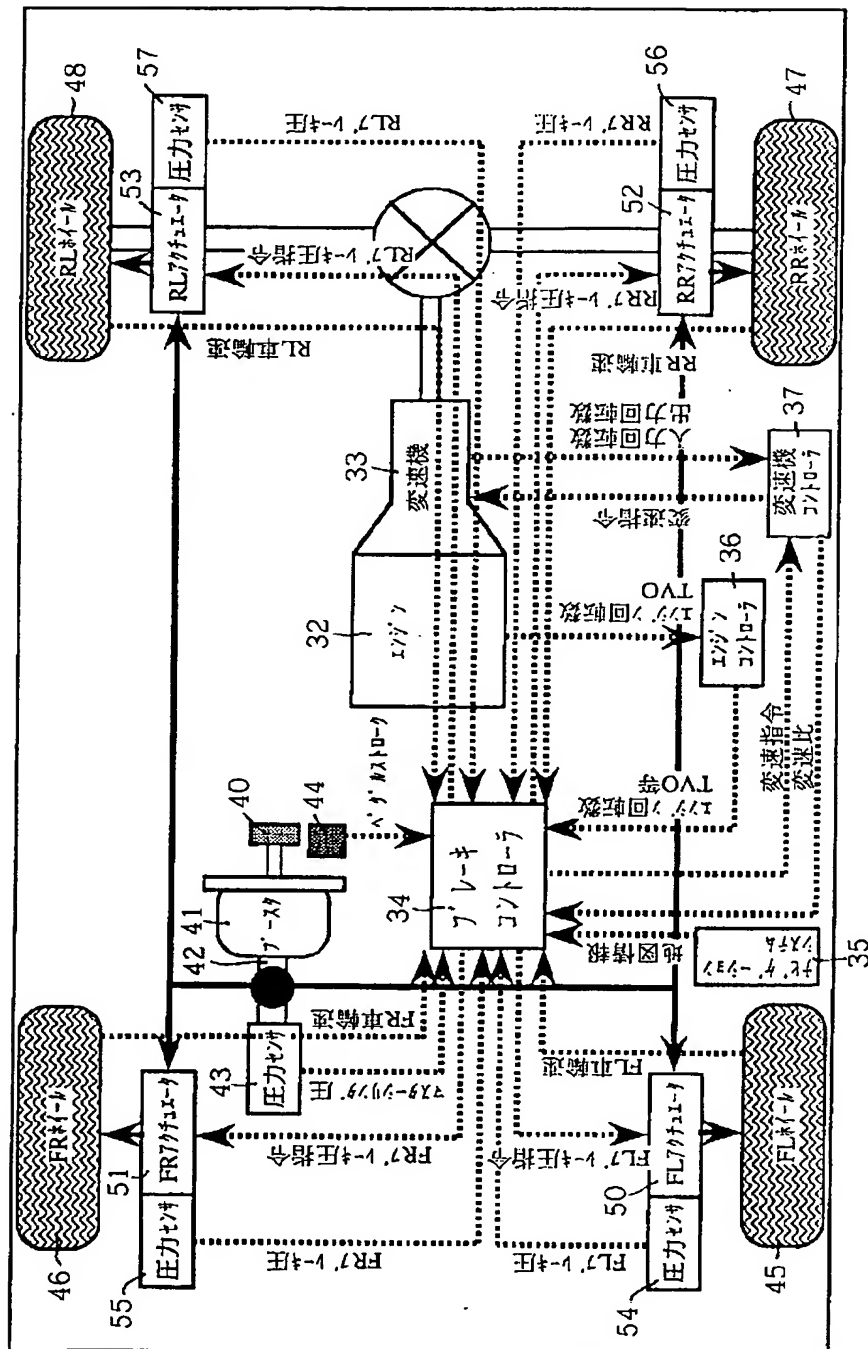 48
RLホイール
57
圧力センサ
53
RLアクチュエータ
RLブレーキ圧
RLブレーキ圧指令
RL車輪速
56
圧力センサ
52
RRアクチュエータ
RRブレーキ圧
RRブレーキ圧指令
RR車輪速
47
RRホイール
33
変速機
32
エンジン
出力回転数
入力回転数
変速指令
37
変速機
コントローラ
TVO
エンジン回転数
36
エンジン
コントローラ
変速指令
変速比
TVO等
エンジン回転数
40
44
ペダルストローク
41
ブースタ
42
34
ブレーキ
コントローラ
地図情報
ナビゲーション
システム
35
43
圧力センサ
マスターシリンダ圧
FR車輪速
46
FRホイール
51
FRアクチュエータ
55
圧力センサ
FRブレーキ圧指令
FRブレーキ圧
FL車輪速
FLブレーキ圧指令
FLブレーキ圧
50
FLアクチュエータ
54
圧力センサ
45
FLホイール